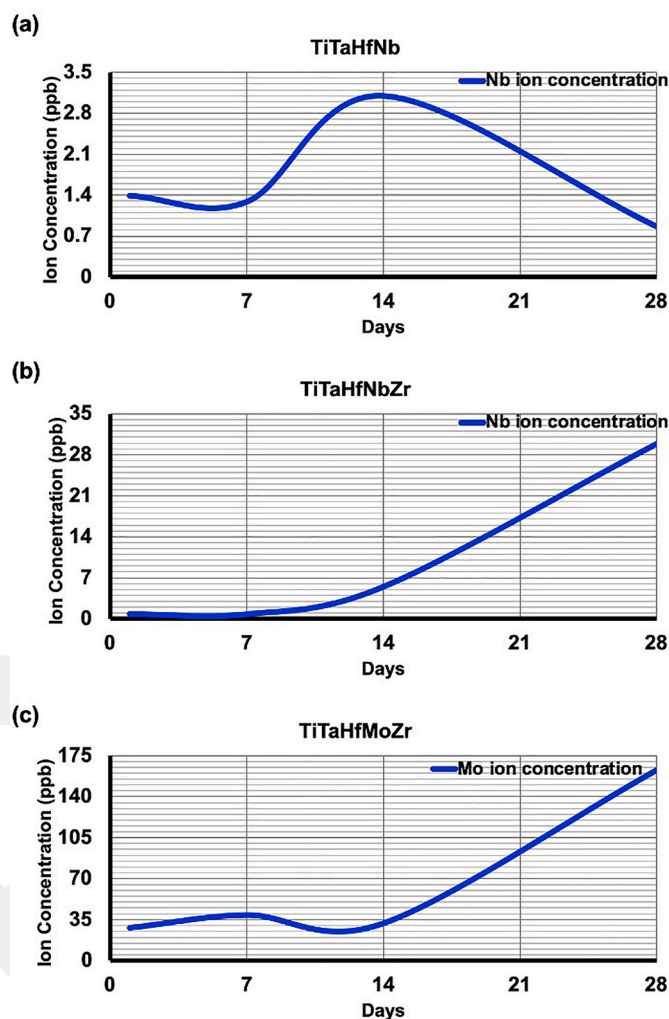 (a)
TiTaHfNb
Ion Concentration (ppb)
3.5
2.8
2.1
1.4
0.7
0
Nb ion concentration
0 7 14 21 28
Days
(b)
TiTaHfNbZr
Ion Concentration (ppb)
35
28
21
14
7
0
Nb ion concentration
0 7 14 21 28
Days
(c)
TiTaHfMoZr
Ion Concentration (ppb)
175
140
105
70
35
0
Mo ion concentration
0 7 14 21 28
Days